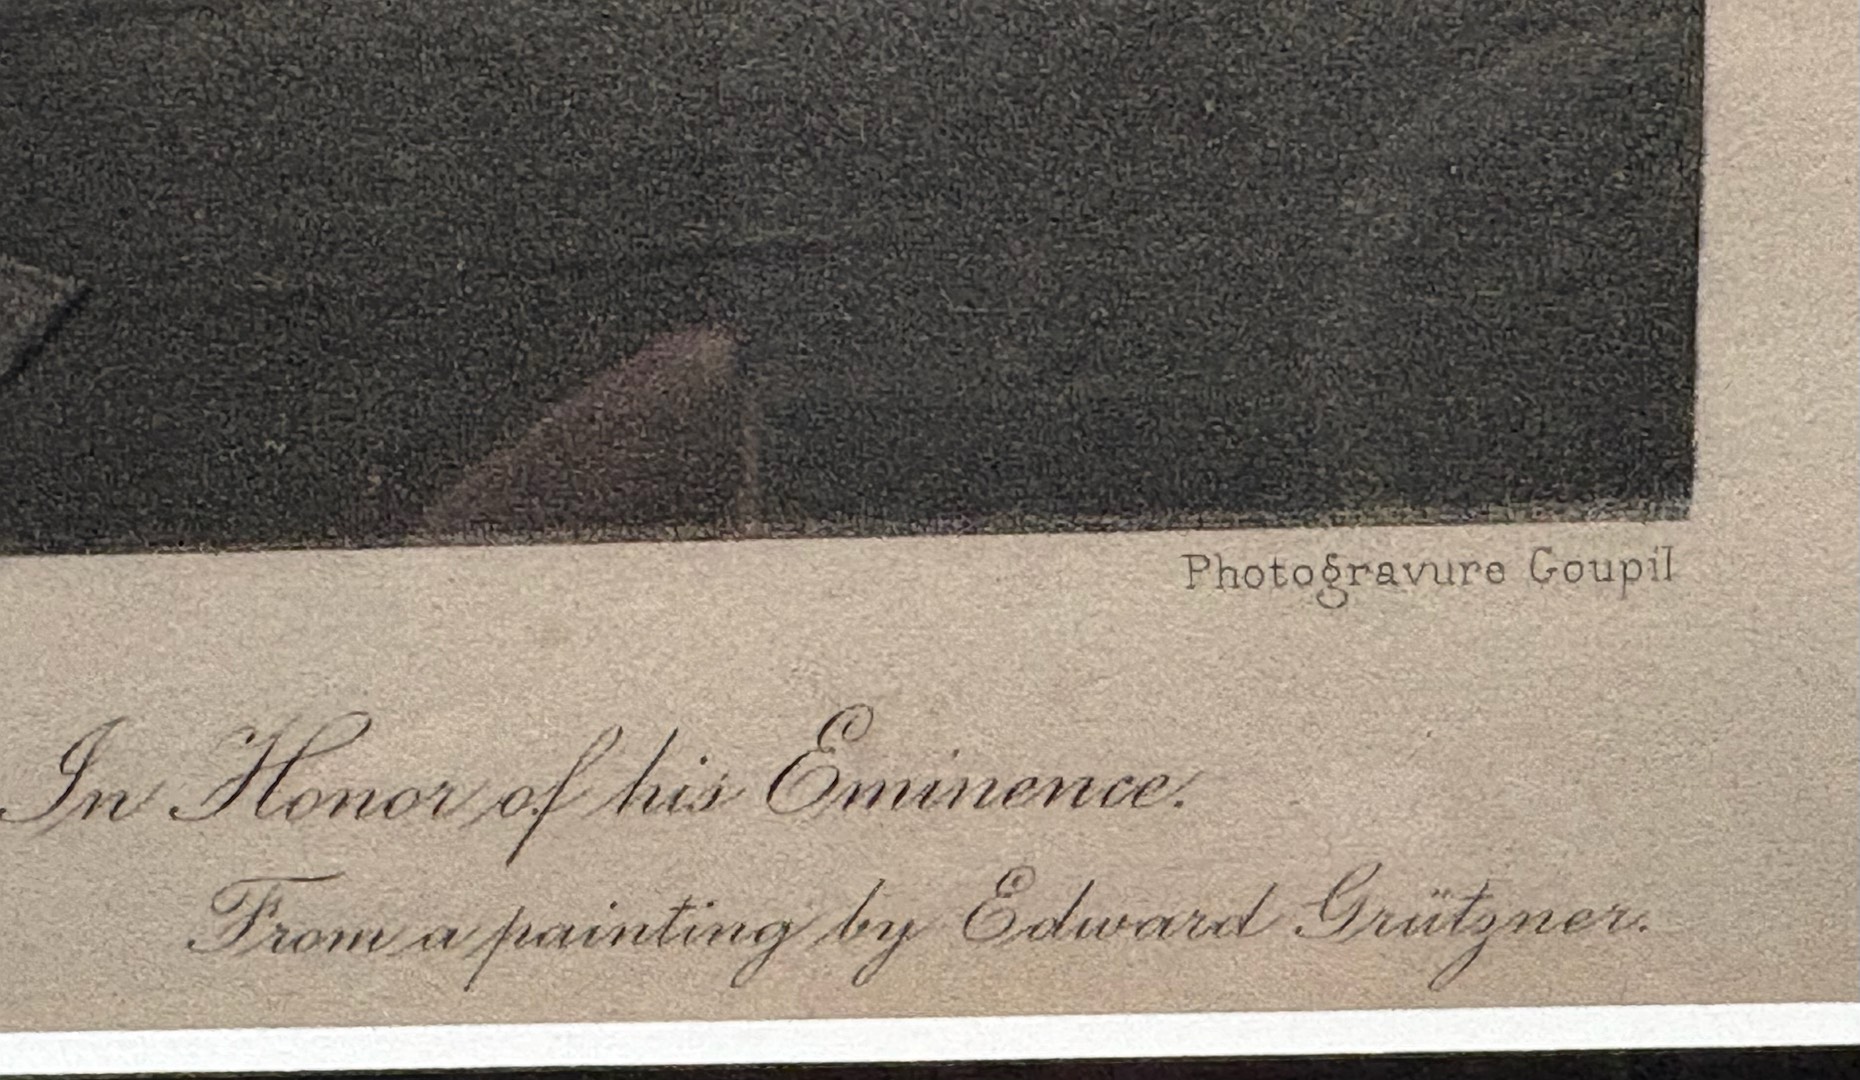 Photogravure Goupil
In Honor of his Eminence.
From a painting by Edward Grützner.